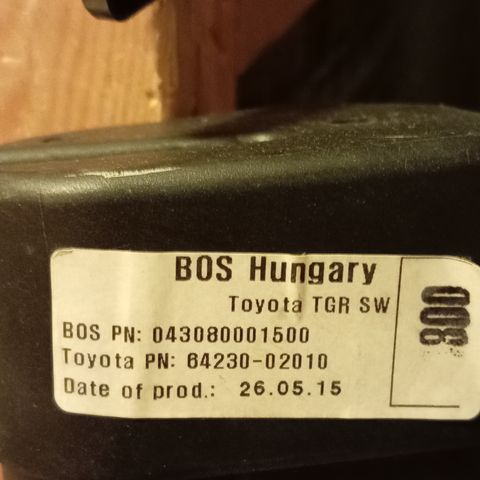 BOS Hungary
Toyota TGR SW
BOS PN: 043080001500
Toyota PN: 64230-02010
Date of prod.: 26.05.15
800